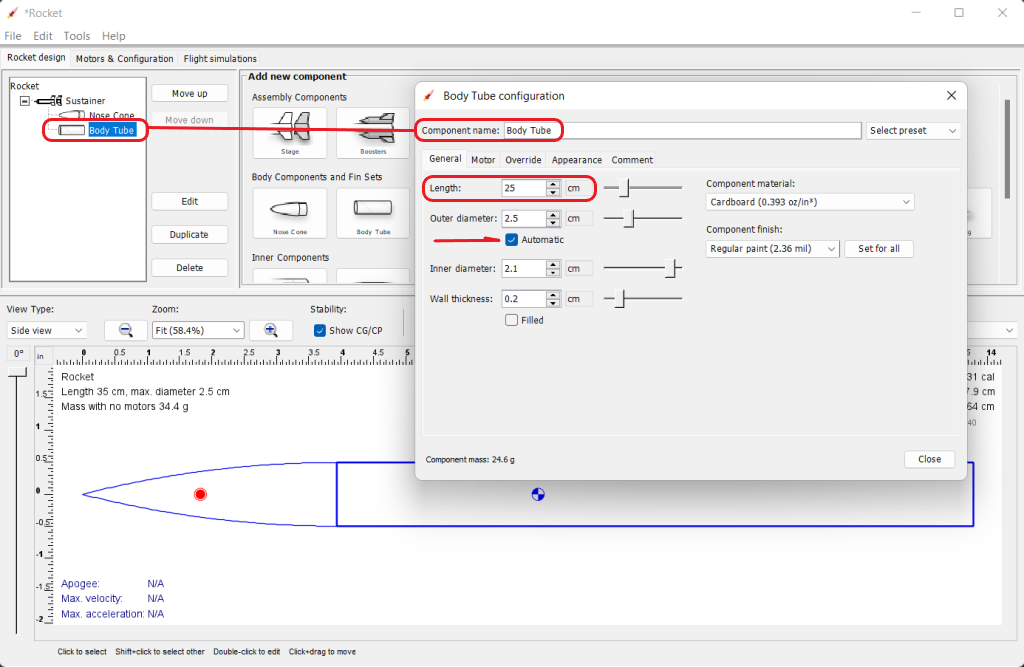 *Rocket
File Edit Tools Help
Rocket design Motors & Configuration Flight simulations
Rocket
Sustainer
Nose Cone
Body Tube
Move up
Move down
Edit
Duplicate
Delete
Add new component
Assembly Components
Stage Boosters
Body Components and Fin Sets
Nose Cone Body Tube
Inner Components
Body Tube configuration
Component name: Body Tube Select preset
General Motor Override Appearance Comment
Length: 25 cm
Outer diameter: 2.5 cm
Automatic
Inner diameter: 2.1 cm
Wall thickness: 0.2 cm
Filled
Component material:
Cardboard (0.393 oz/in³)
Component finish:
Regular paint (2.36 mil) Set for all
Component mass: 24.6 g
Close
View Type: Zoom: Stability:
Side view Fit (58.4%) Show CG/CP
0°
in 0 0.5 1 1.5 2 2.5 3 3.5 4 4.5 5 14
1.5
1
0.5
0
-0.5
-1
-1.5
-2
Rocket
Length 35 cm, max. diameter 2.5 cm
Mass with no motors 34.4 g
31 cal
7.9 cm
64 cm
40
Apogee: N/A
Max. velocity: N/A
Max. acceleration: N/A
Click to select Shift+click to select other Double-click to edit Click+drag to move